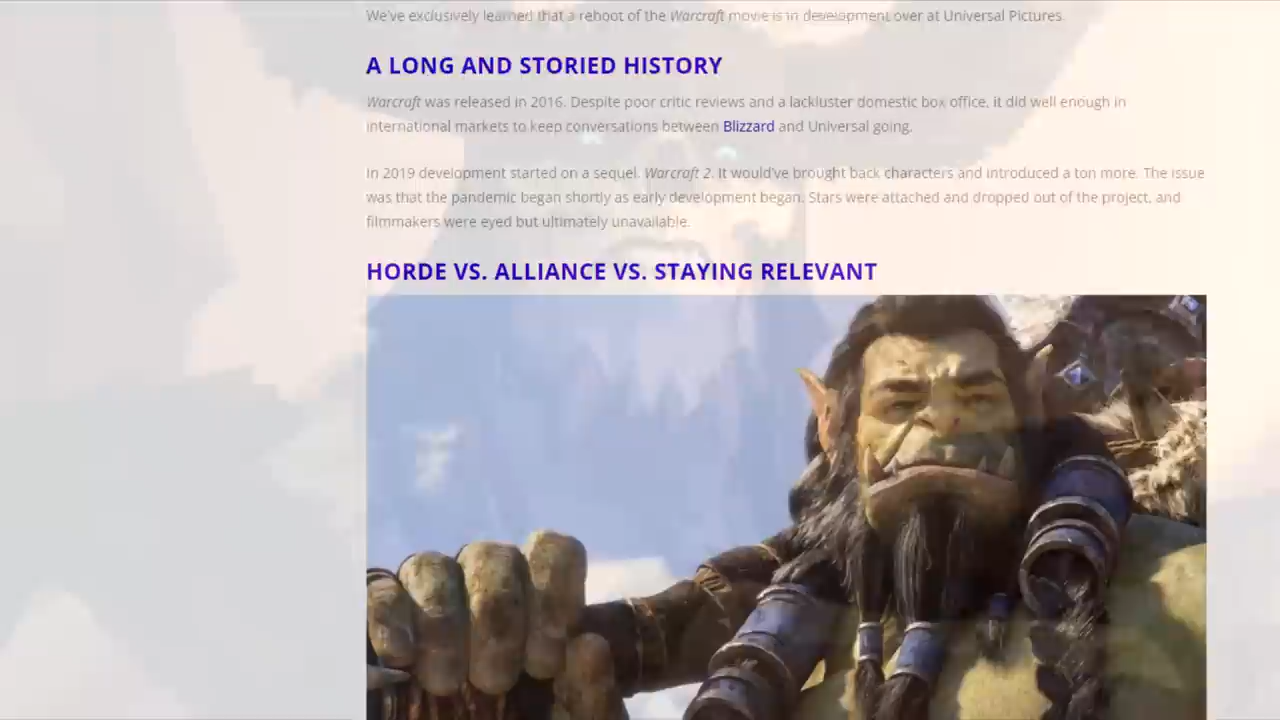 We've exclusively learned that a reboot of the Warcraft movie is in development over at Universal Pictures.
A LONG AND STORIED HISTORY
Warcraft was released in 2016. Despite poor critic reviews and a lackluster domestic box office, it did well enough in
international markets to keep conversations between Blizzard and Universal going.
In 2019 development started on a sequel, Warcraft 2. It would've brought back characters and introduced a ton more. The issue
was that the pandemic began shortly as early development began. Stars were attached and dropped out of the project, and
filmmakers were eyed but ultimately unavailable.
HORDE VS. ALLIANCE VS. STAYING RELEVANT